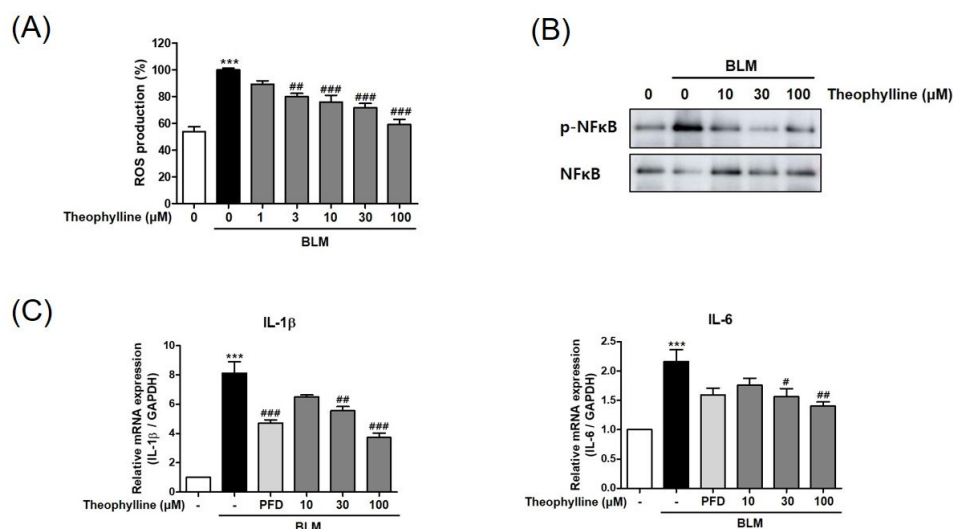 (A)
ROS production (%)
120
100
80
60
40
20
0
***
##
###
###
###
Theophylline (μM) 0 0 1 3 10 30 100
BLM
(B)
BLM
0 0 10 30 100 Theophylline (μM)
p-NFκB
NFκB
(C)
IL-1β
Relative mRNA expression
(IL-1β / GAPDH)
10
8
6
4
2
0
***
###
##
###
Theophylline (μM) - - PFD 10 30 100
BLM
IL-6
Relative mRNA expression
(IL-6 / GAPDH)
2.5
2.0
1.5
1.0
0.5
0.0
***
#
##
Theophylline (μM) - - PFD 10 30 100
BLM